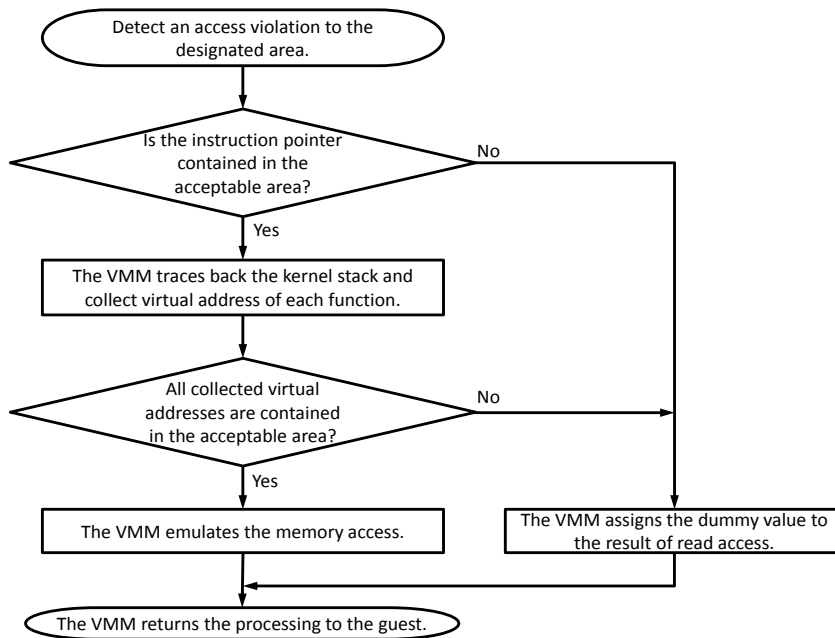 Detect an access violation to the
designated area.
Is the instruction pointer
contained in the
acceptable area?
No
Yes
The VMM traces back the kernel stack and
collect virtual address of each function.
All collected virtual
addresses are contained
in the acceptable area?
No
Yes
The VMM emulates the memory access.
The VMM assigns the dummy value to
the result of read access.
The VMM returns the processing to the guest.